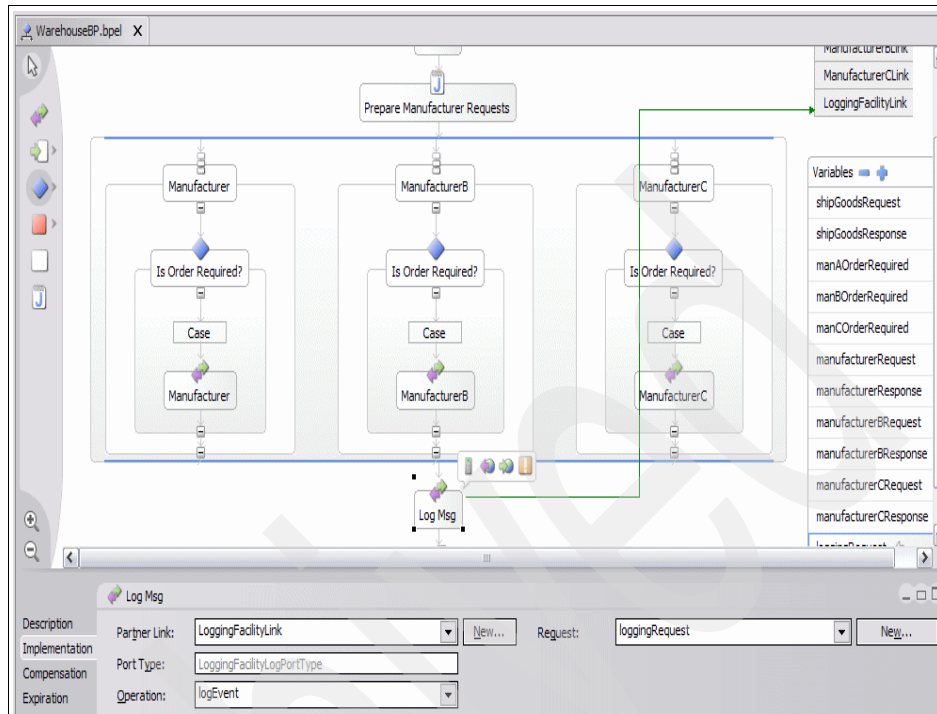 WarehouseBP.bpel X
ManufacturerBLink
ManufacturerCLink
LoggingFacilityLink
Prepare Manufacturer Requests
Manufacturer
ManufacturerB
ManufacturerC
Is Order Required?
Is Order Required?
Is Order Required?
Case
Case
Case
Manufacturer
ManufacturerB
ManufacturerC
Log Msg
Variables
shipGoodsRequest
shipGoodsResponse
manAOrderRequired
manBOrderRequired
manCOrderRequired
manufacturerRequest
manufacturerResponse
manufacturerBRequest
manufacturerBResponse
manufacturerCRequest
manufacturerCResponse
loggingRequest
Log Msg
Description
Implementation
Compensation
Expiration
Partner Link: LoggingFacilityLink New... Request: loggingRequest New...
Port Type: LoggingFacilityLogPortType
Operation: logEvent